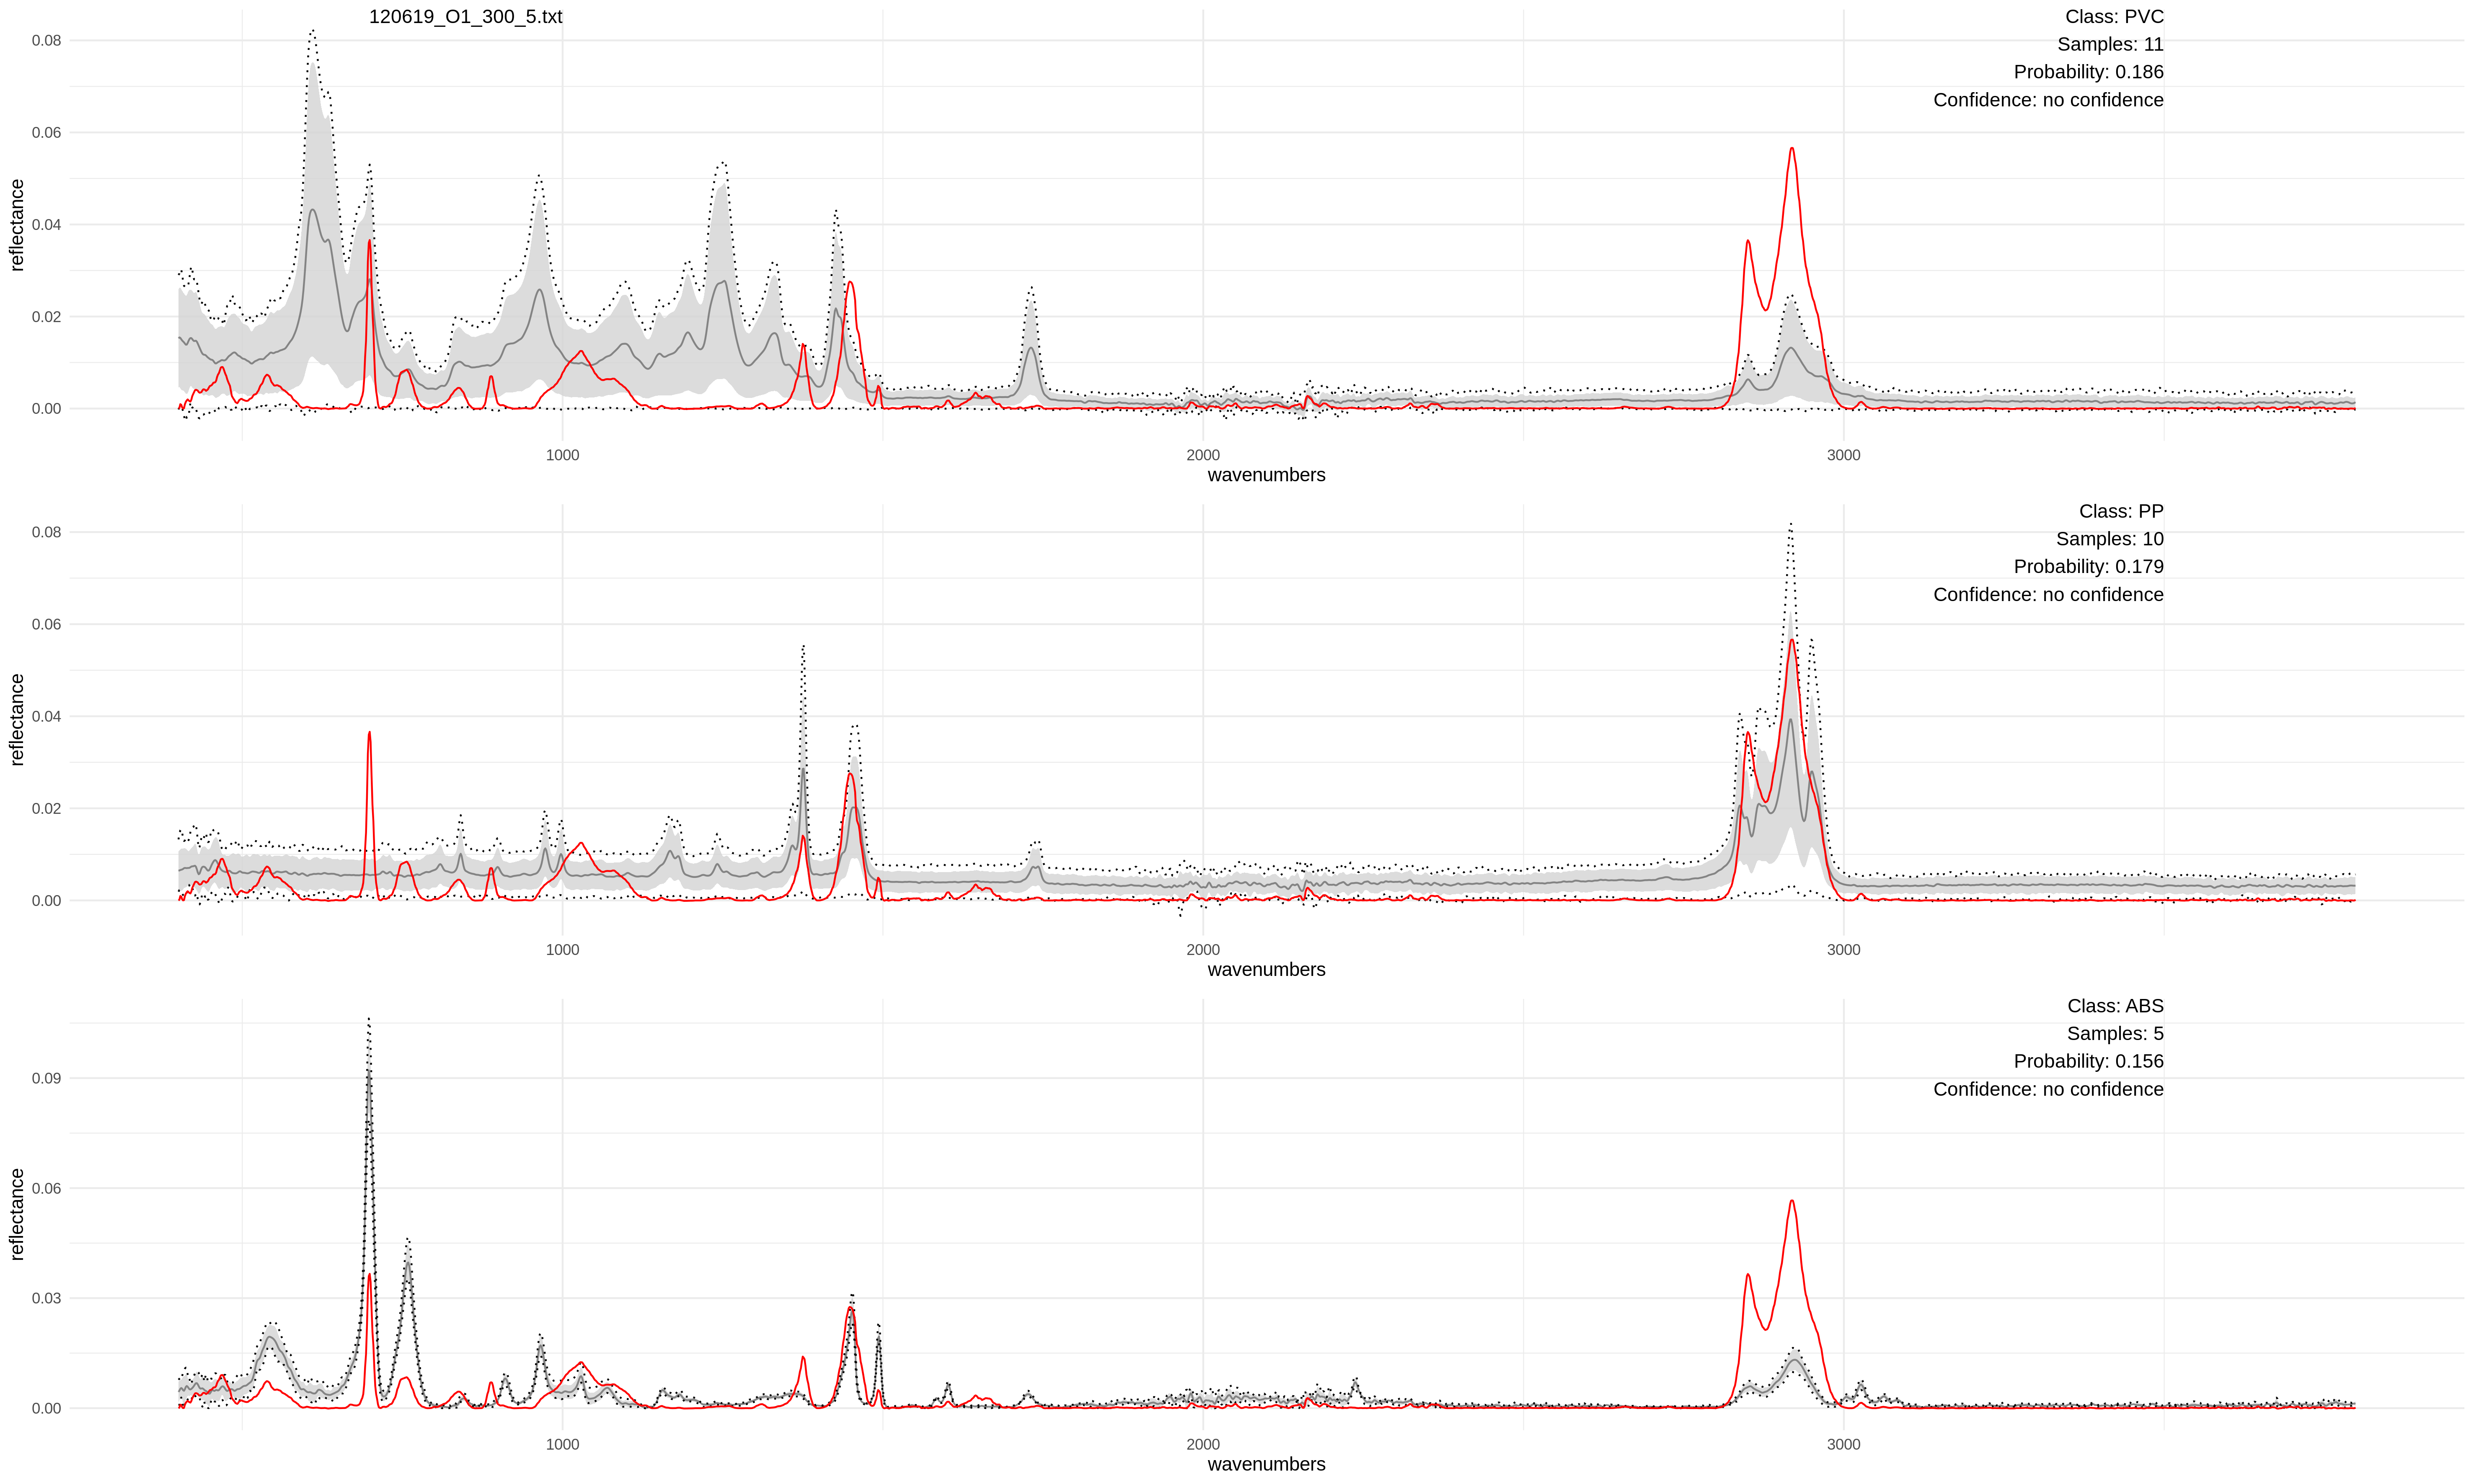 120619_O1_300_5.txt
Class: PVC
Samples: 11
Probability: 0.186
Confidence: no confidence
reflectance
0.08
0.06
0.04
0.02
0.00
1000
2000
3000
wavenumbers
Class: PP
Samples: 10
Probability: 0.179
Confidence: no confidence
reflectance
0.08
0.06
0.04
0.02
0.00
1000
2000
3000
wavenumbers
Class: ABS
Samples: 5
Probability: 0.156
Confidence: no confidence
reflectance
0.09
0.06
0.03
0.00
1000
2000
3000
wavenumbers